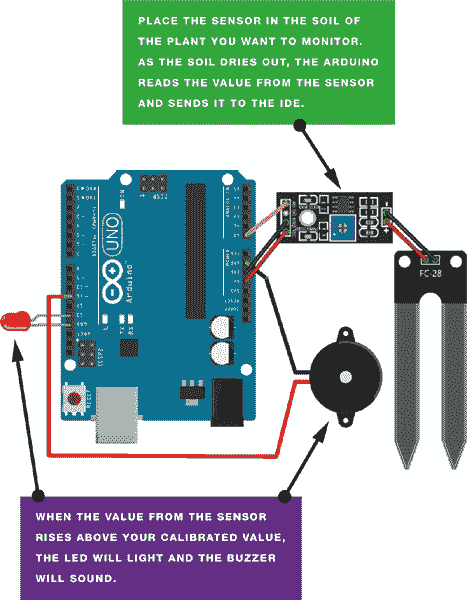 PLACE THE SENSOR IN THE SOIL OF
THE PLANT YOU WANT TO MONITOR.
AS THE SOIL DRIES OUT, THE ARDUINO
READS THE VALUE FROM THE SENSOR
AND SENDS IT TO THE IDE.
UNO
Arduino
FC-28
WHEN THE VALUE FROM THE SENSOR
RISES ABOVE YOUR CALIBRATED VALUE,
THE LED WILL LIGHT AND THE BUZZER
WILL SOUND.